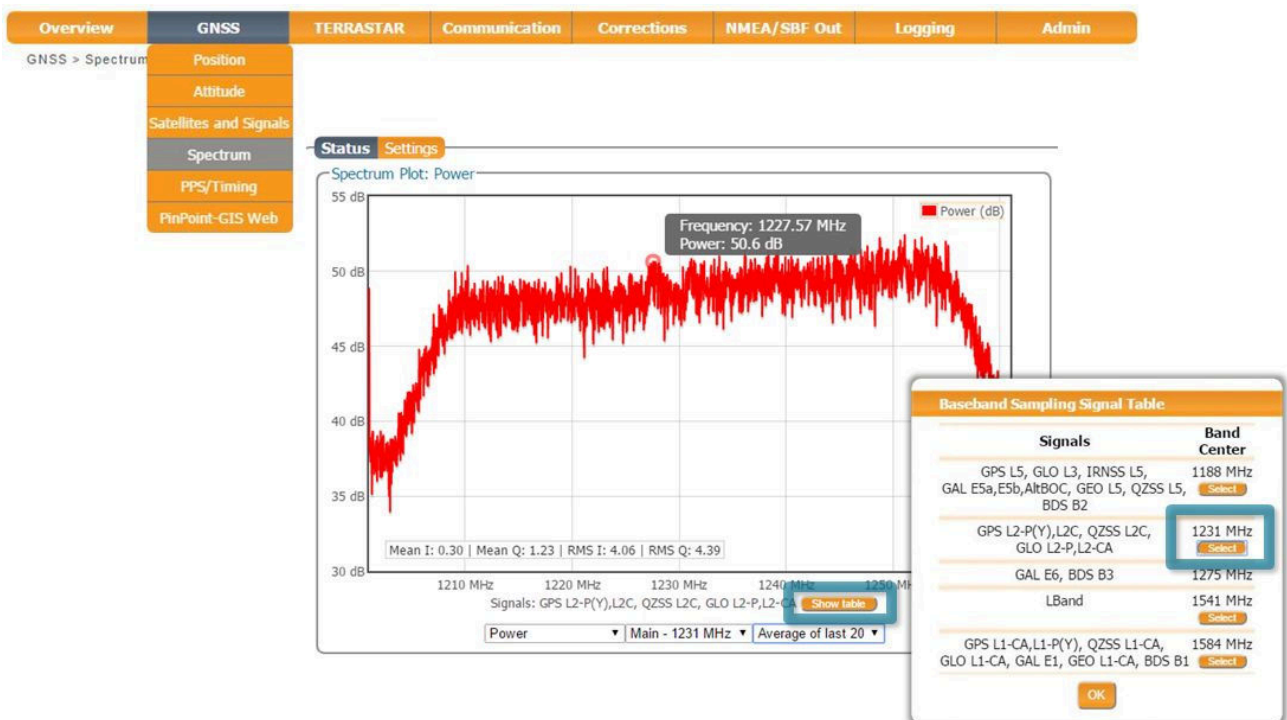 Overview GNSS TERRASTAR Communication Corrections NMEA/SBF Out Logging Admin
GNSS > Spectrum
Position
Attitude
Satellites and Signals
Spectrum
PPS/Timing
PinPoint-GIS Web
Status Settings
Spectrum Plot: Power
55 dB
50 dB
45 dB
40 dB
35 dB
30 dB
Power (dB)
Frequency: 1227.57 MHz
Power: 50.6 dB
Mean I: 0.30 | Mean Q: 1.23 | RMS I: 4.06 | RMS Q: 4.39
1210 MHz 1220 MHz 1230 MHz 1240 MHz 1250 MH
Signals: GPS L2-P(Y),L2C, QZSS L2C, GLO L2-P,L2-CA Show table
Power Main - 1231 MHz Average of last 20
Baseband Sampling Signal Table
Signals Band
Center
GPS L5, GLO L3, IRNSS L5, 1188 MHz
GAL E5a,E5b,AltBOC, GEO L5, QZSS L5, Select
BDS B2
GPS L2-P(Y),L2C, QZSS L2C, 1231 MHz
GLO L2-P,L2-CA Select
GAL E6, BDS B3 1275 MHz
LBand 1541 MHz
Select
GPS L1-CA,L1-P(Y), QZSS L1-CA, 1584 MHz
GLO L1-CA, GAL E1, GEO L1-CA, BDS B1 Select
OK